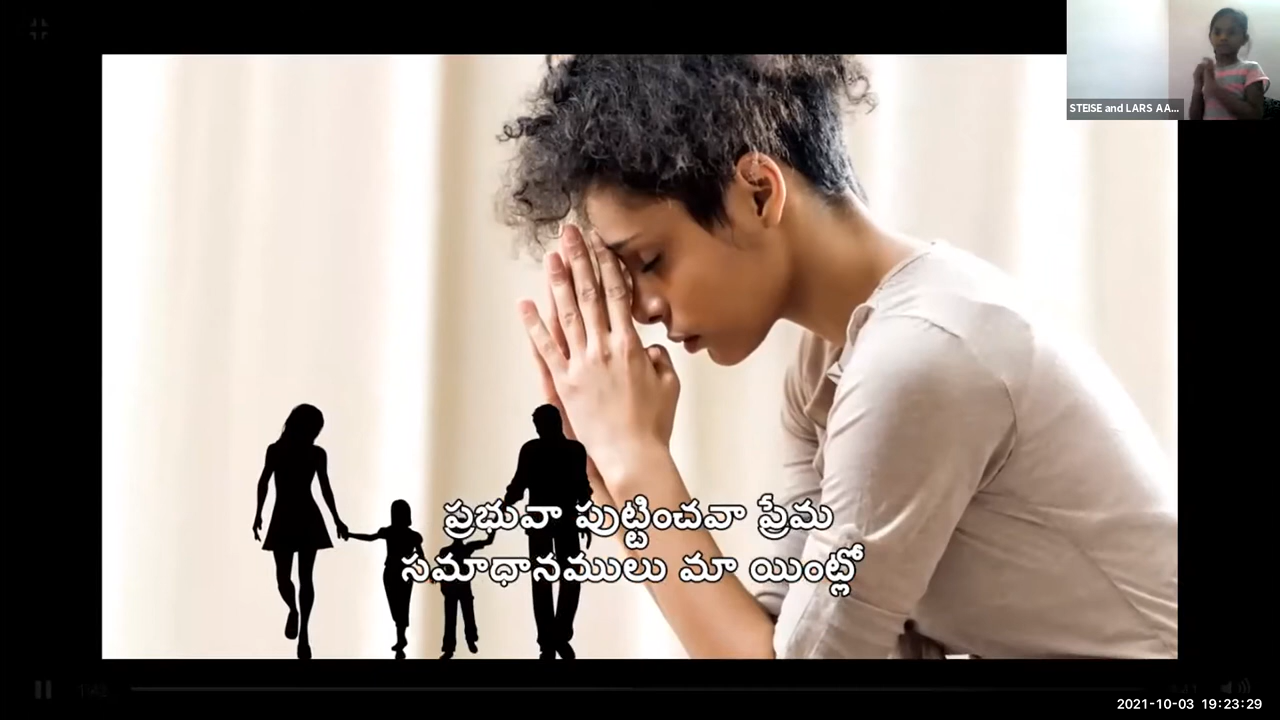 STEISE and LARS AA...
ప్రభువా పుట్టించవా ప్రేమ
సమాధానములు మా యింట్లో
2021-10-03 19:23:29